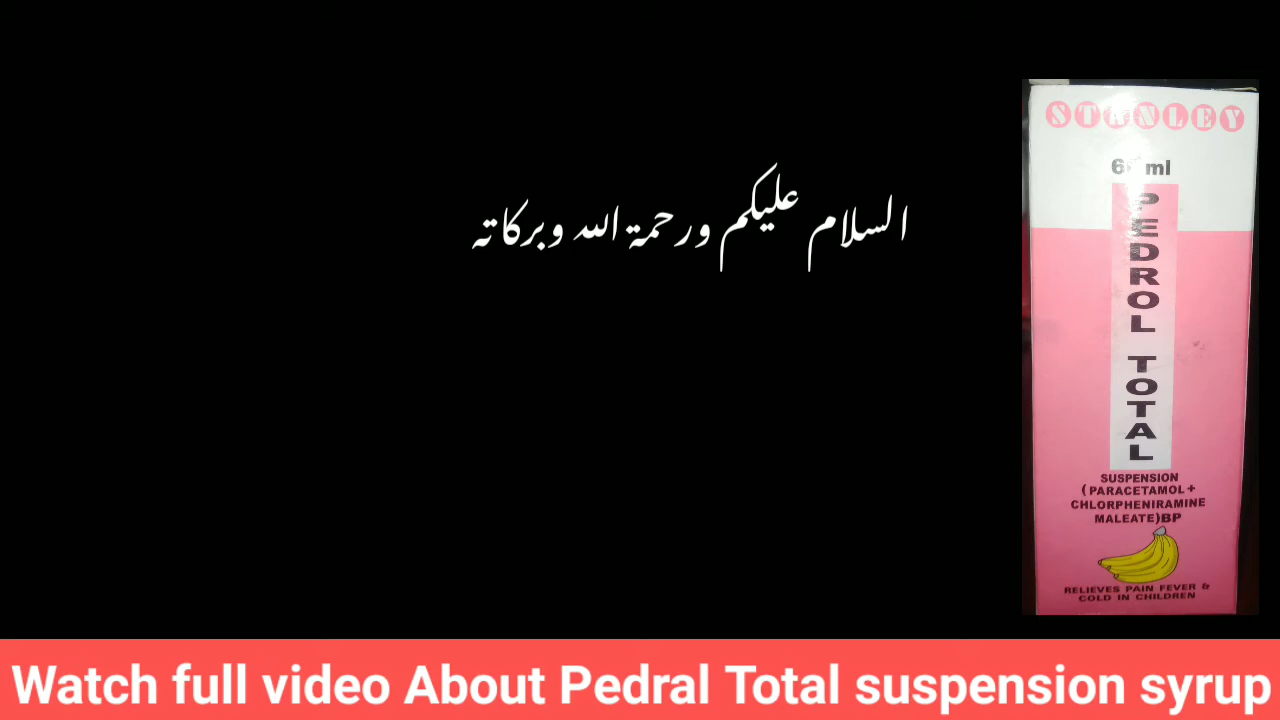 السلام علیکم ورحمۃ اللہ وبرکاتہ
STANLEY
ml
PEDROL TOTAL
SUSPENSION
(PARACETAMOL+
CHLORPHENIRAMINE
MALEATE)BP
RELIEVES PAIN FEVER &
COLD IN CHILDREN
Watch full video About Pedral Total suspension syrup